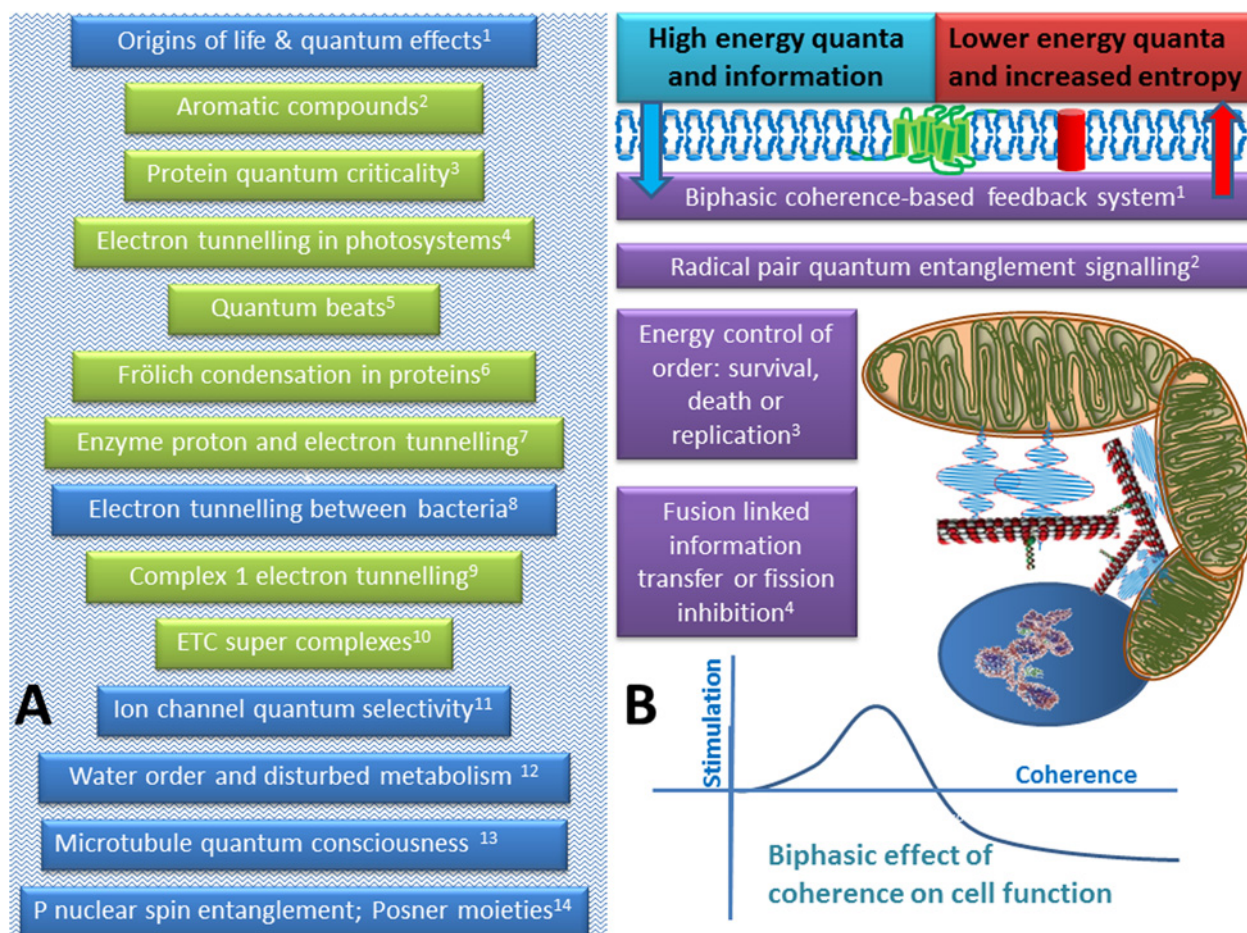 Origins of life & quantum effects¹
Aromatic compounds²
Protein quantum criticality³
Electron tunnelling in photosystems⁴
Quantum beats⁵
Frölich condensation in proteins⁶
Enzyme proton and electron tunnelling⁷
Electron tunnelling between bacteria⁸
Complex 1 electron tunnelling⁹
ETC super complexes¹⁰
Ion channel quantum selectivity¹¹
Water order and disturbed metabolism ¹²
Microtubule quantum consciousness ¹³
P nuclear spin entanglement; Posner moieties¹⁴
A
High energy quanta
and information
Lower energy quanta
and increased entropy
Biphasic coherence-based feedback system¹
Radical pair quantum entanglement signalling²
Energy control of
order: survival,
death or
replication³
Fusion linked
information
transfer or fission
inhibition⁴
B
Stimulation
Coherence
Biphasic effect of
coherence on cell function